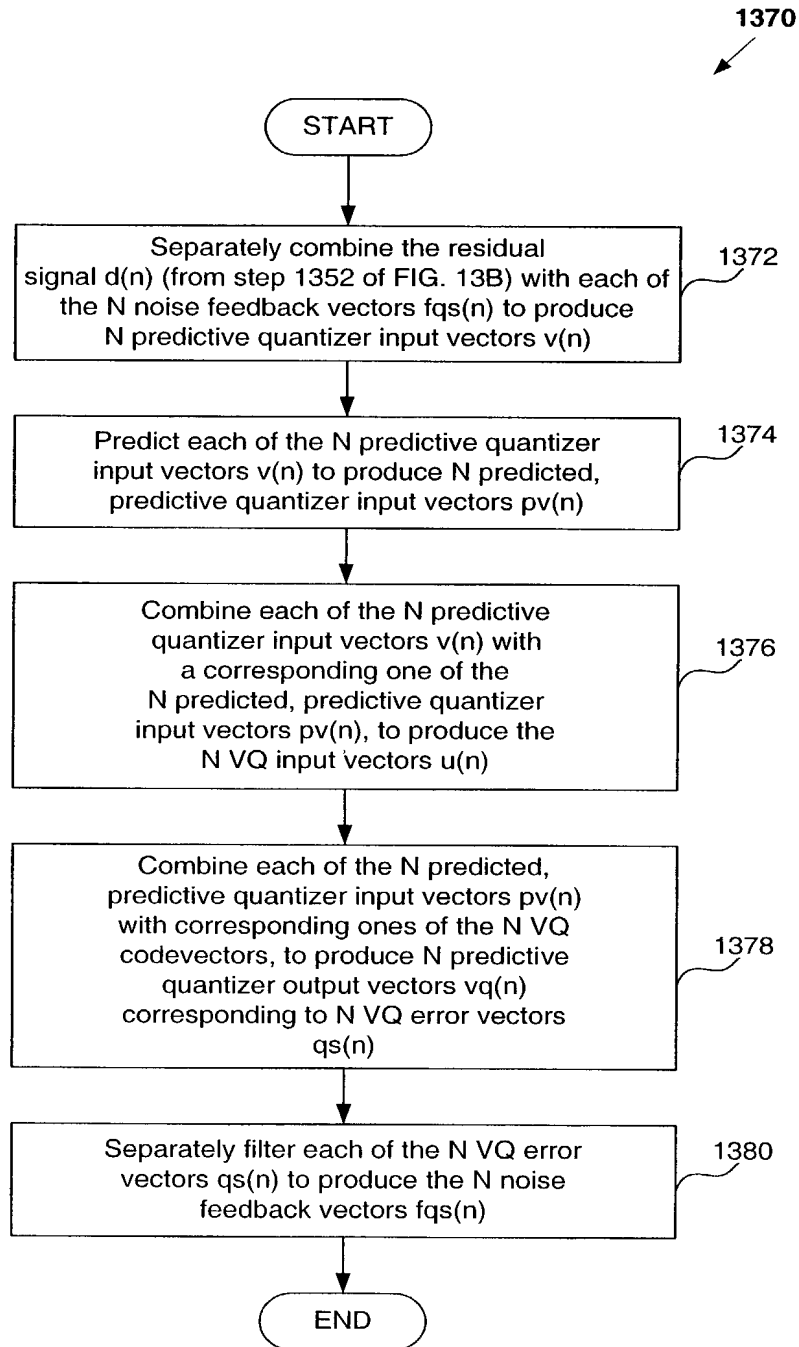 1370
START
Separately combine the residual
signal d(n) (from step 1352 of FIG. 13B) with each of
the N noise feedback vectors fqs(n) to produce
N predictive quantizer input vectors v(n)
1372
Predict each of the N predictive quantizer
input vectors v(n) to produce N predicted,
predictive quantizer input vectors pv(n)
1374
Combine each of the N predictive
quantizer input vectors v(n) with
a corresponding one of the
N predicted, predictive quantizer
input vectors pv(n), to produce the
N VQ input vectors u(n)
1376
Combine each of the N predicted,
predictive quantizer input vectors pv(n)
with corresponding ones of the N VQ
codevectors, to produce N predictive
quantizer output vectors vq(n)
corresponding to N VQ error vectors
qs(n)
1378
Separately filter each of the N VQ error
vectors qs(n) to produce the N noise
feedback vectors fqs(n)
1380
END